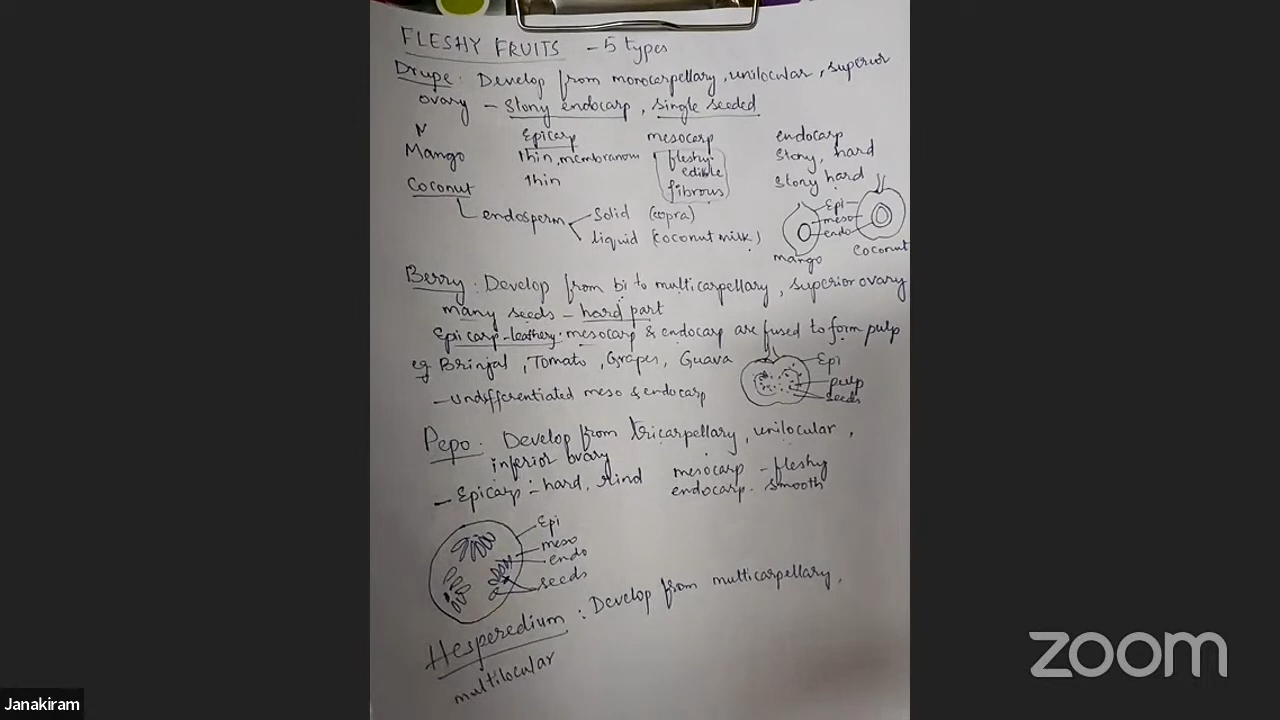 FLESHY FRUITS - 5 types
Drupe : Develop from monocarpellary, unilocular, superior
ovary - Stony endocarp, single seeded
N Epicarp mesocarp endocarp
Mango Thin, membranous fleshy edible Stony, hard
Coconut Thin fibrous Stony hard
endosperm Solid (copra)
liquid (coconut milk)
Epi
meso
endo
mango
coconut
Berry : Develop from bi to multicarpellary, superior ovary
many seeds - hard part
Epicarp - leathery. mesocarp & endocarp are fused to form pulp
eg Brinjal, Tomato, Grapes, Guava
- undifferentiated meso & endocarp
Epi
pulp
seeds
Pepo : Develop from tricarpellary, unilocular,
inferior ovary
- Epicarp - hard, rind mesocarp - fleshy
endocarp - smooth
Epi
meso
endo
seeds
Hesperedium : Develop from multicarpellary,
multilocular
zoom
Janakiram